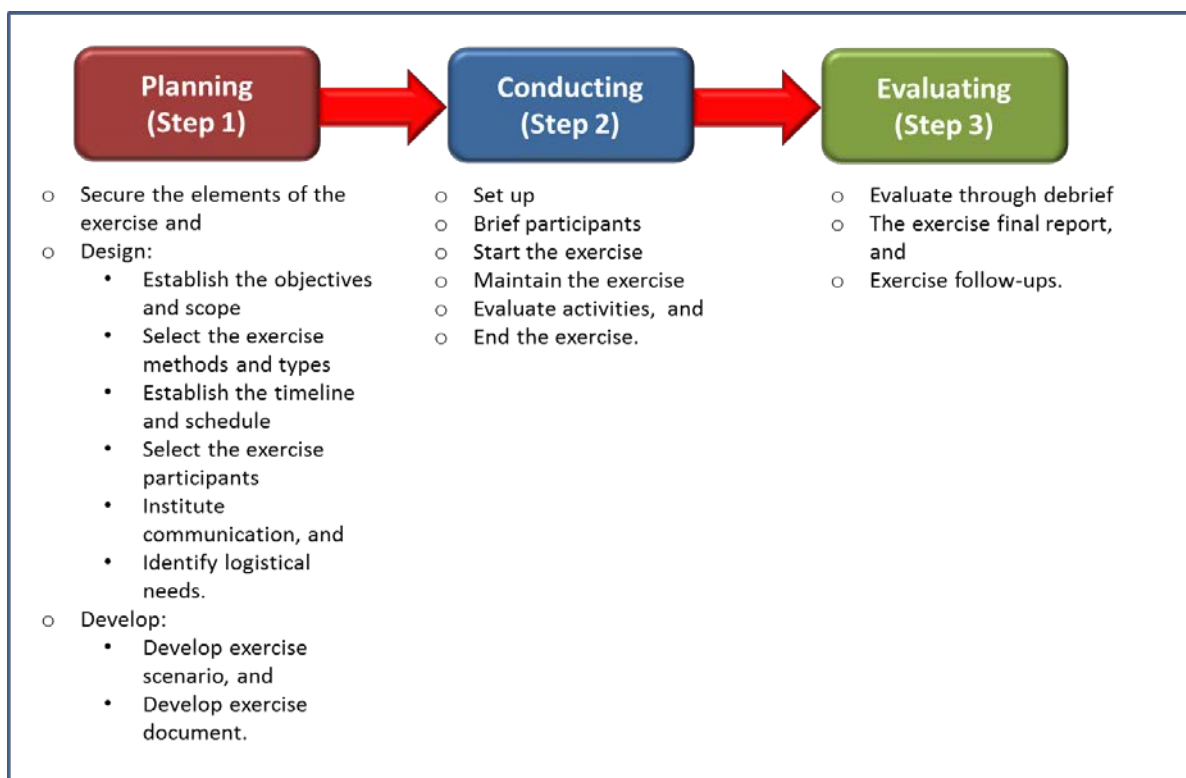 Planning
(Step 1)
Conducting
(Step 2)
Evaluating
(Step 3)
o Secure the elements of the
exercise and
o Design:
• Establish the objectives
and scope
• Select the exercise
methods and types
• Establish the timeline
and schedule
• Select the exercise
participants
• Institute
communication, and
• Identify logistical
needs.
o Develop:
• Develop exercise
scenario, and
• Develop exercise
document.
o Set up
o Brief participants
o Start the exercise
o Maintain the exercise
o Evaluate activities, and
o End the exercise.
o Evaluate through debrief
o The exercise final report,
and
o Exercise follow-ups.